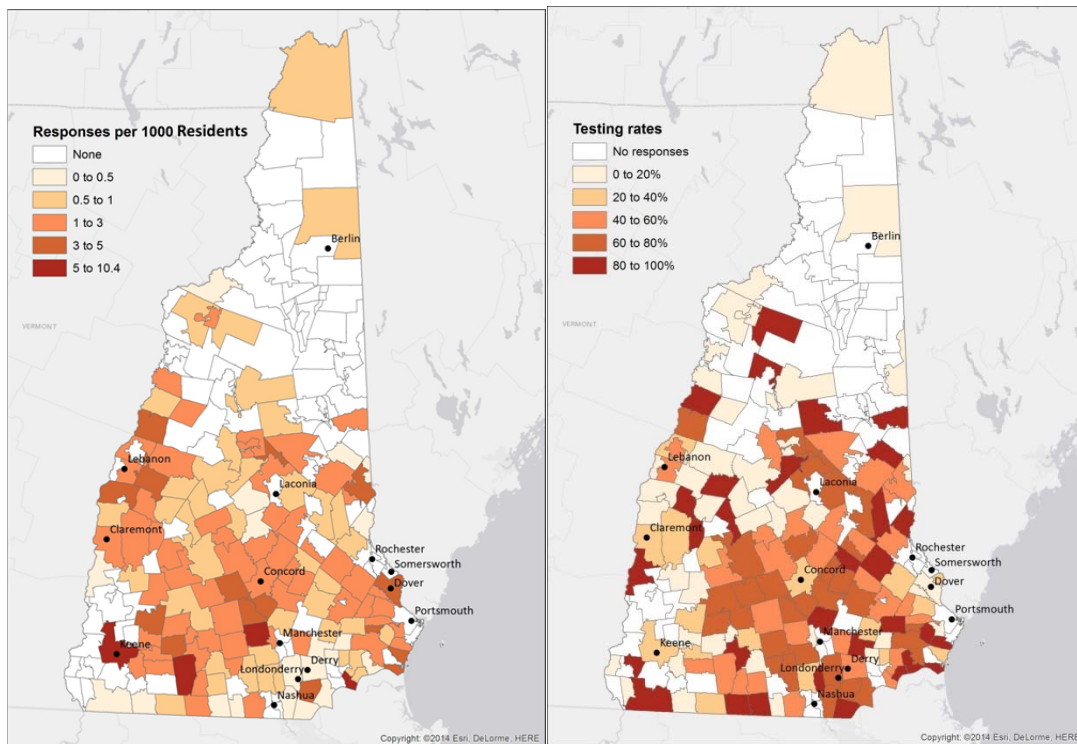 Responses per 1000 Residents
None
0 to 0.5
0.5 to 1
1 to 3
3 to 5
5 to 10.4
VERMONT
Berlin
Lebanon
Laconia
Claremont
Rochester
Somersworth
Concord
Dover
Portsmouth
Manchester
Keene
Derry
Londonderry
Nashua
Copyright: ©2014 Esri, DeLorme, HERE
Testing rates
No responses
0 to 20%
20 to 40%
40 to 60%
60 to 80%
80 to 100%
VERMONT
Berlin
Lebanon
Laconia
Claremont
Rochester
Somersworth
Concord
Dover
Portsmouth
Manchester
Keene
Derry
Londonderry
Nashua
Copyright: ©2014 Esri, DeLorme, HERE